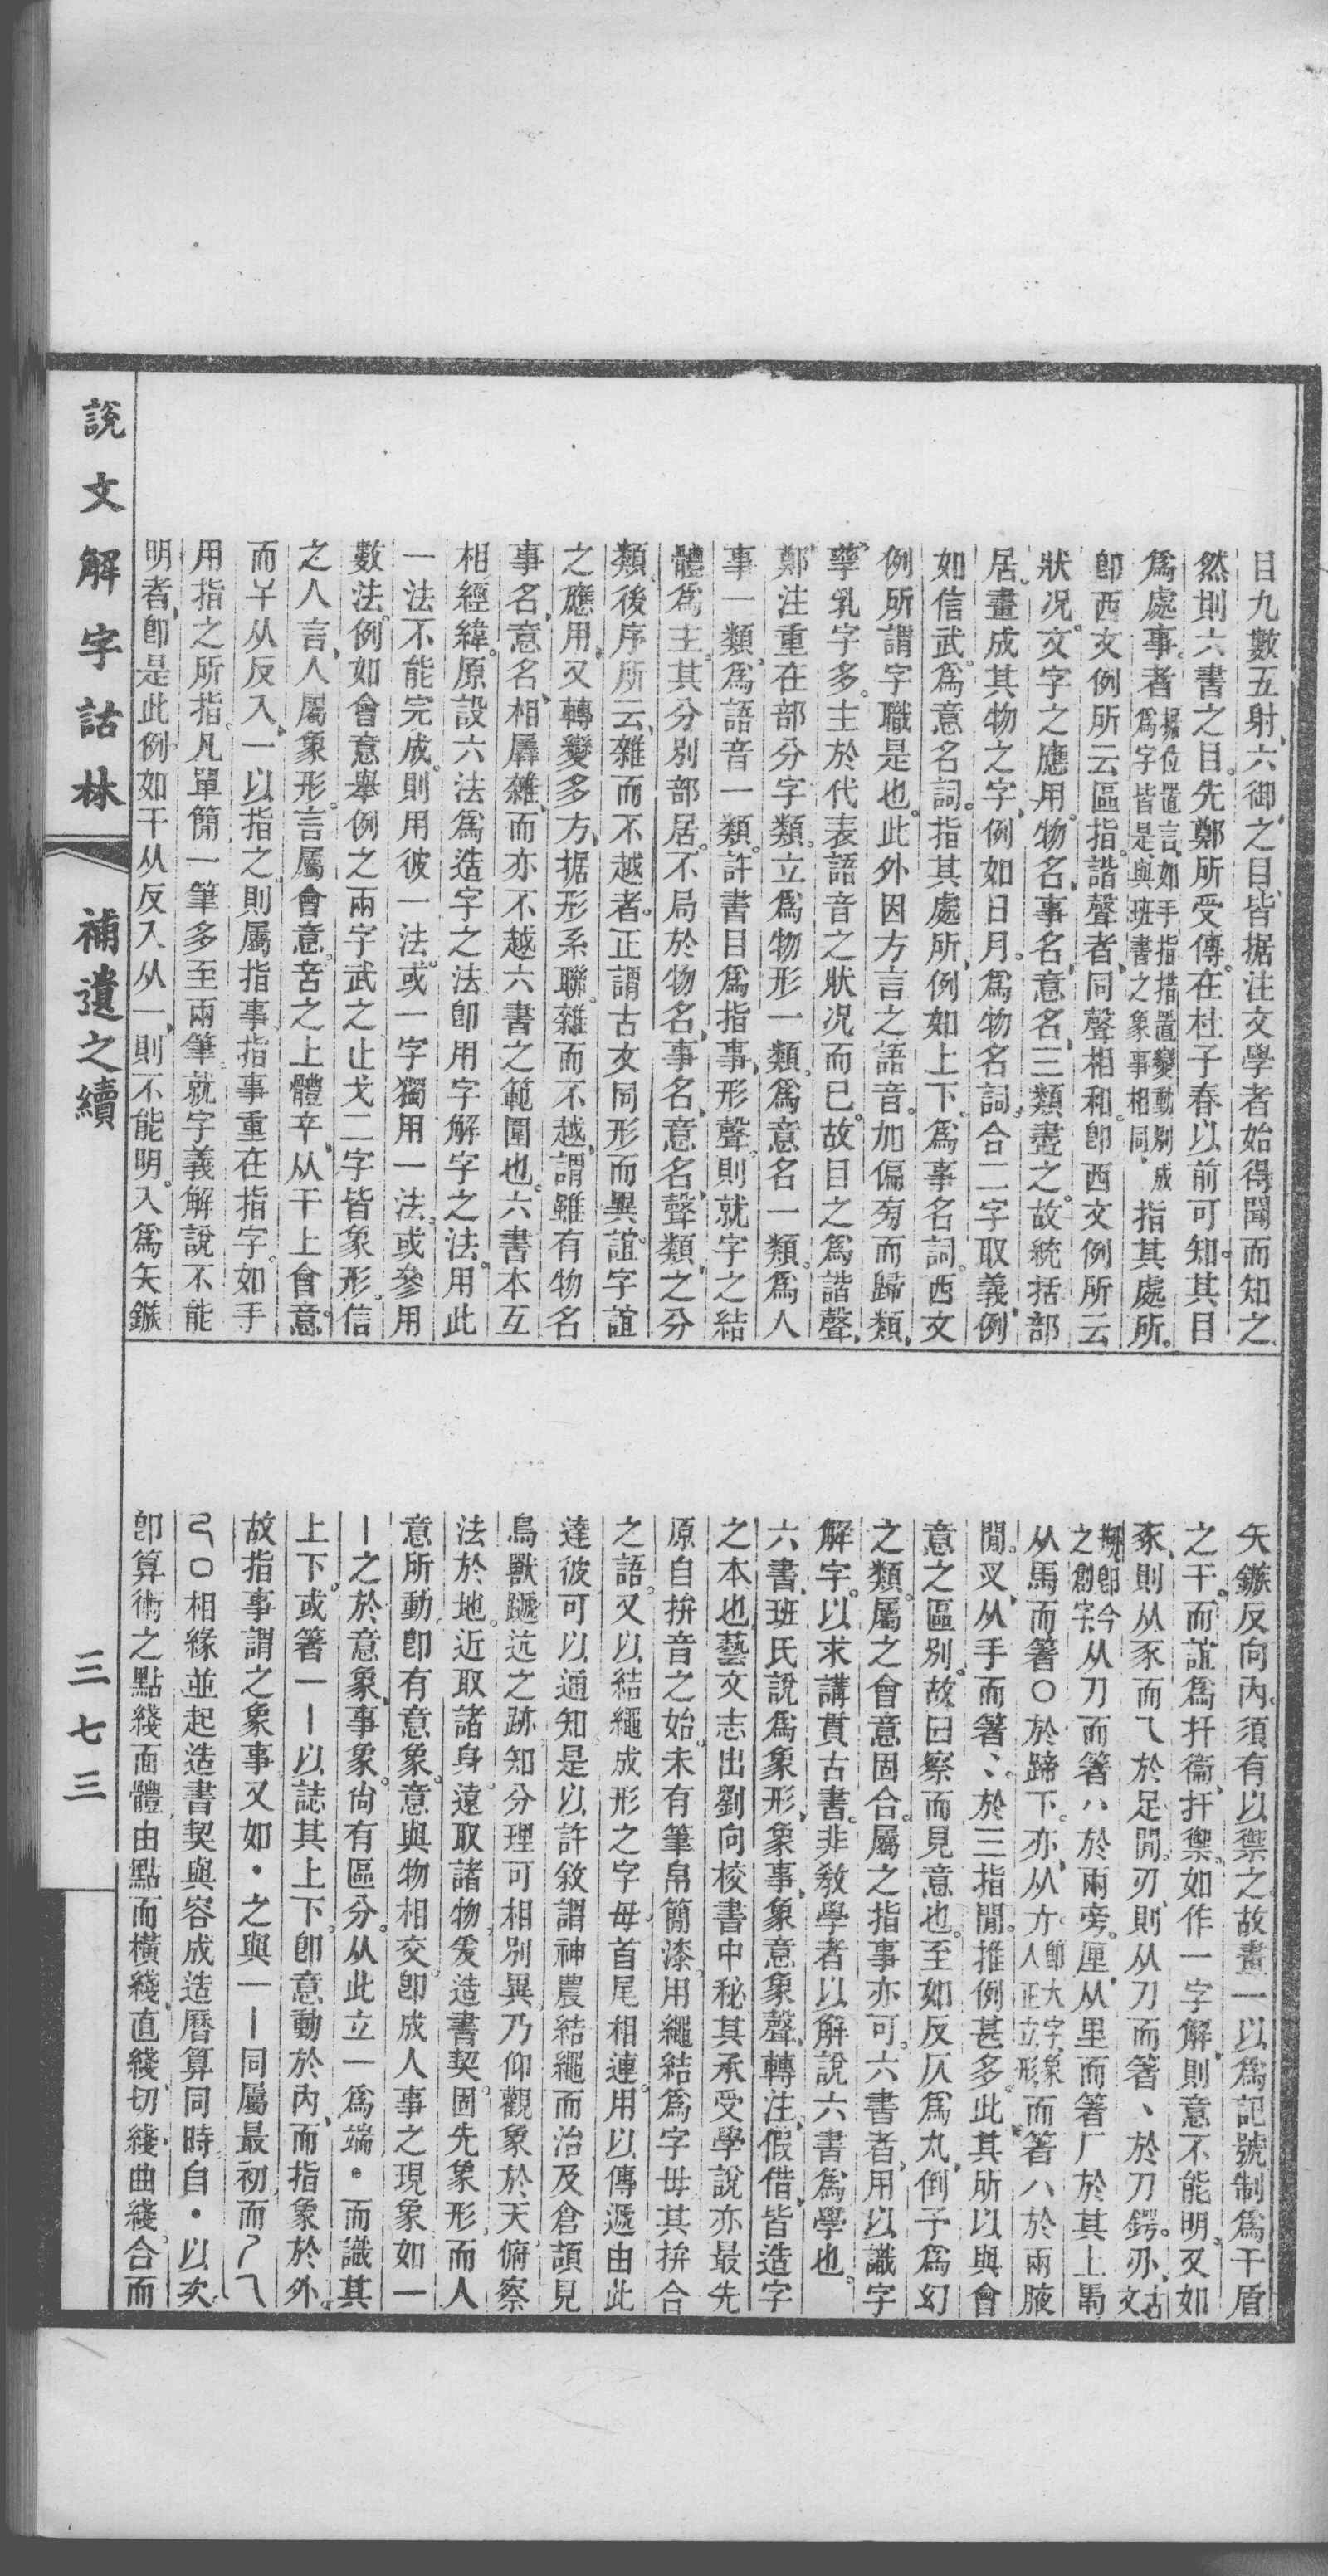 目九數五射、六御之目、皆据注文學者始得聞而知之
然則六書之目。先鄭所受傳。在杜子春以前可知。其目
爲處事。者据位置言、如手指措置變動別成爲字皆是、與班書之象事相同、指其處所。
卽西文例所云區指。諧聲者、同聲相和。卽西文例所云
狀况。文字之應用。物名、事名、意名、三類盡之。故統括部
居。畫成其物之字、例如日月。爲物名詞。合二字取義、例
如信武。爲意名詞。指其處所、例如上下。爲事名詞。西文
例所謂字職是也。此外因方言之語音。加偏旁而歸類、
孳乳字多。主於代表語音之狀况而已。故目之爲諧聲、
鄭注重在部分字類。立爲物形一類。爲意名一類。爲人
事一類。爲語音一類。許書目爲指事、形聲。則就字之結
體爲主。其分別部居。不局於物名、事名、意名、聲類、之分
類。後序所云、雜而不越者。正謂古文同形而異誼。字誼
之應用、又轉變多方、据形系聯。雜而不越、謂雖有物名
事名、意名、相羼雜、而亦不越六書之範圍也。六書本互
相經緯。原設六法爲造字之法卽用字解字之法。用此
一法不能完成。則用彼一法。或一字獨用一法。或參用
數法。例如會意舉例之兩字武之止戈二字皆象形。信
之人言、人屬象形。言屬會意。言之上體䇂、从干上會意。
而𢆉从反入、一以指之、則屬指事、指事重在指字。如手
用指之所指。凡單簡一筆多至兩筆。就字義解說不能
明者、卽是此例。如干从反入从一、則不能明。入爲矢鏃
矢鏃反向內。須有以禦之。故畫一以爲記號制爲干盾
之干。而誼爲扞衞、扞禦。如作一字解、則意不能明。又如
豕、則从豕而乀於足閒。刃、則从刀而箸、於刀鍔。刅、古文
剏卽今之創字、从刀而箸八於兩旁。厘、从里而箸厂於其上。馬
从馬而箸〇於蹄下。亦、从亣卽大字、象人正立形、而箸八於兩腋
閒。叉、从手而箸、、於三指閒。推例甚多。此其所以與會
意之區別。故曰察而見意也。至如反仄爲丸、倒予爲幻
之類。屬之會意固合。屬之指事亦可。六書者、用以識字
解字。以求講貫古書。非敎學者以解說六書爲學也。
六書、班氏說爲象形、象事、象意象聲、轉注、假借、皆造字
之本也、藝文志出劉向校書中秘其承受學說亦最先
原自拚音之始。未有筆帛簡漆。用繩結爲字毋其拚合
之語。又以結繩成形之字母、首尾相連。用以傳遞由此
達彼可以通知是以許敘謂神農結繩而治及倉頡見
鳥獸蹏迒之跡、知分理可相別異、乃仰觀象於天、俯察
法於地。近取諸身。遠取諸物、爰造書契。固先象形、而人
意所動、卽有意象。意與物相交、卽成人事之現象如一
丨之於意象、事象。尙有區分。从此立一爲端・而識其
上下。或箸一丨以誌其上下。卽意動於內、而指象於外。
故指事謂之象事、又如・之與一丨同屬最初、而丿乀
〇相緣並起造書契與容成造曆算同時。自・以爻
卽算術之點綫面體、由點而橫綫、直綫、切綫、曲綫。合而
說文解字詁林
補遺之續
三七三